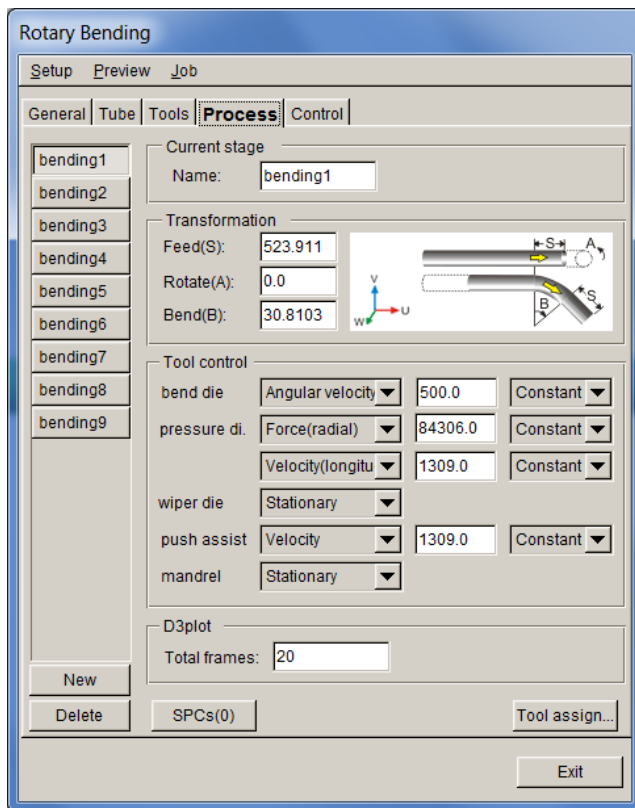 Rotary Bending
Setup Preview Job
General Tube Tools Process Control
bending1
bending2
bending3
bending4
bending5
bending6
bending7
bending8
bending9
New
Delete
Current stage
Name: bending1
Transformation
Feed(S): 523.911
Rotate(A): 0.0
Bend(B): 30.8103
V
U
W
S
A
B
S
Tool control
bend die Angular velocity 500.0 Constant
pressure di. Force(radial) 84306.0 Constant
Velocity(longitu 1309.0 Constant
wiper die Stationary
push assist Velocity 1309.0 Constant
mandrel Stationary
D3plot
Total frames: 20
SPCs(0) Tool assign...
Exit